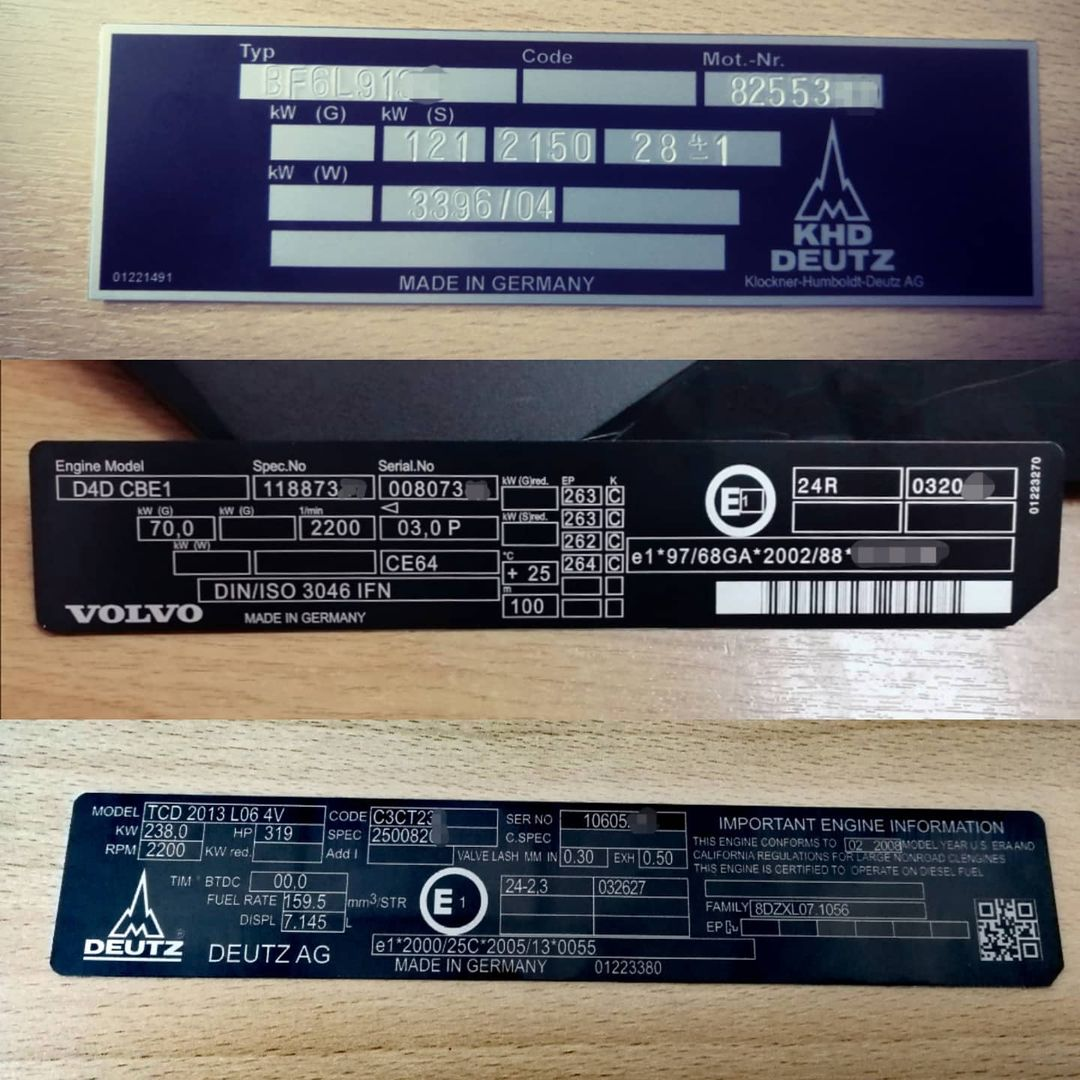 Typ Code Mot.-Nr.
BF6L913 82553
kW (G) kW (S)
121 2150 28±1
kW (W)
3396/04
KHD
DEUTZ
01221491 MADE IN GERMANY Klockner-Humboldt-Deutz AG
Engine Model Spec.No Serial.No kW (G)red. EP K
D4D CBE1 118873 008073 263 C E1 24R 0320 01223270
kW (G) kW (G) 1/min kW (S)red. 263 C
70,0 2200 03,0 P 262 C
kW (W) CE64 °C 264 C e1*97/68GA*2002/88*
+ 25
DIN/ISO 3046 IFN m 100
VOLVO MADE IN GERMANY
MODEL TCD 2013 L06 4V CODE C3CT23 SER NO 10605 IMPORTANT ENGINE INFORMATION
KW 238,0 HP 319 SPEC 2500820 C.SPEC THIS ENGINE CONFORMS TO 02 2008 MODEL YEAR U.S. ERA AND
RPM 2200 KW red. Add I VALVE LASH MM IN 0.30 EXH 0.50 CALIFORNIA REGULATIONS FOR LARGE NONROAD CLENGINES
THIS ENGINE IS CERTIFIED TO OPERATE ON DIESEL FUEL
TIM° BTDC 00,0 E1 24-2,3 032627
FUEL RATE 159.5 mm³/STR FAMILY 8DZXL07.1056
DISPL 7.145 L EP
DEUTZ® DEUTZ AG e1*2000/25C*2005/13*0055
MADE IN GERMANY 01223380